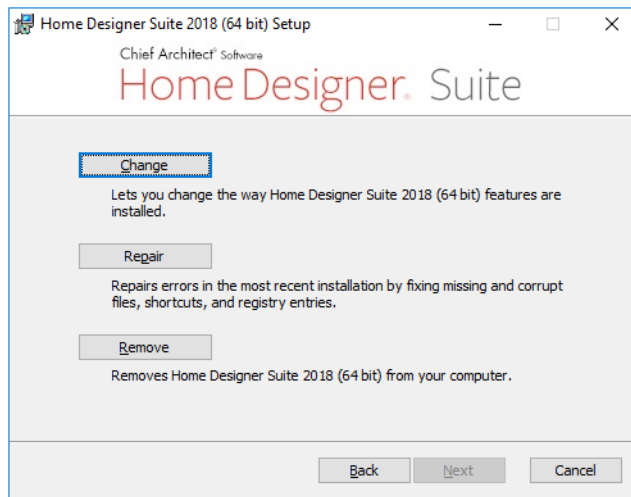 Home Designer Suite 2018 (64 bit) Setup
Chief Architect® Software
Home Designer® Suite
Change
Lets you change the way Home Designer Suite 2018 (64 bit) features are
installed.
Repair
Repairs errors in the most recent installation by fixing missing and corrupt
files, shortcuts, and registry entries.
Remove
Removes Home Designer Suite 2018 (64 bit) from your computer.
Back Next Cancel